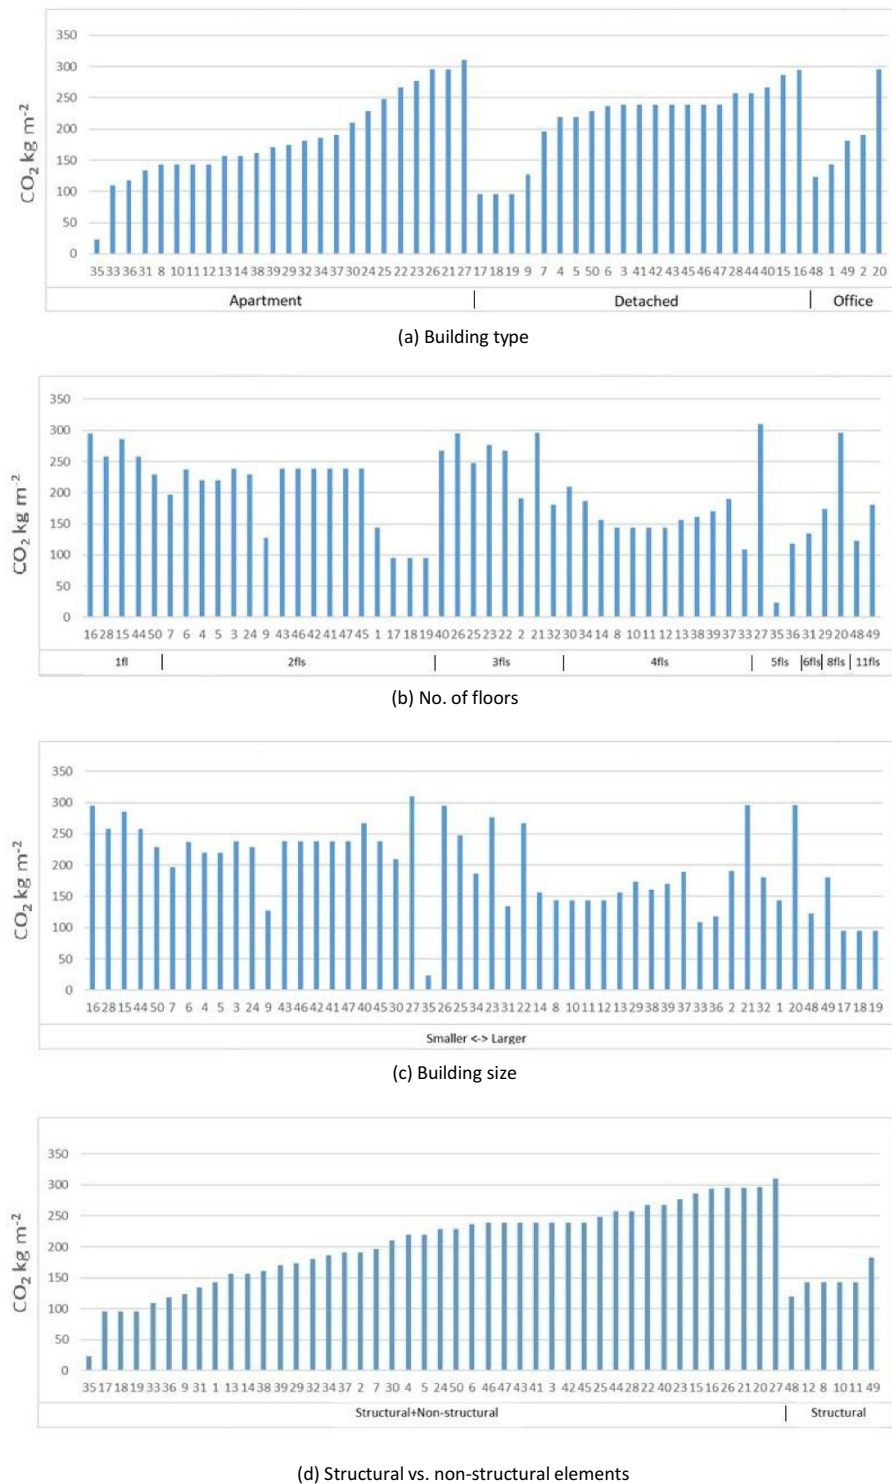 350
300
250
200
150
100
50
0
CO₂ kg m⁻²
35 33 36 31 8 10 11 12 13 14 38 39 29 32 34 37 30 24 25 22 23 26 21 27 17 18 19 9 7 4 5 50 6 3 41 42 43 45 46 47 28 44 40 15 16 48 1 49 2 20
Apartment | Detached | Office
(a) Building type
350
300
250
200
150
100
50
0
CO₂ kg m⁻²
16 28 15 44 50 7 6 4 5 3 24 9 43 46 42 41 47 45 1 17 18 19 40 26 25 23 22 2 21 32 30 34 14 8 10 11 12 13 38 39 37 33 27 35 36 31 29 20 48 49
1fl | 2fls | 3fls | 4fls | 5fls | 6fls | 8fls | 11fls
(b) No. of floors
350
300
250
200
150
100
50
0
CO₂ kg m⁻²
16 28 15 44 50 7 6 4 5 3 24 9 43 46 42 41 47 40 45 30 27 35 26 25 34 23 31 22 14 8 10 11 12 13 29 38 39 37 33 36 2 21 32 1 20 48 49 17 18 19
Smaller <-> Larger
(c) Building size
350
300
250
200
150
100
50
0
CO₂ kg m⁻²
35 17 18 19 33 36 9 31 1 13 14 38 39 29 32 34 37 2 7 30 4 5 24 50 6 46 47 43 41 3 42 45 25 44 28 22 40 23 15 16 26 21 20 27 48 12 8 10 11 49
Structural+Non-structural | Structural
(d) Structural vs. non-structural elements